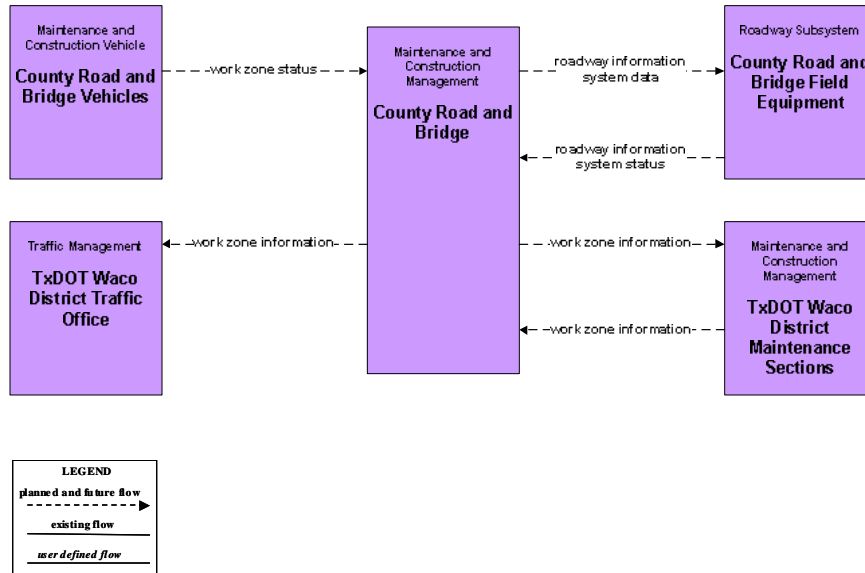 Maintenance and
Construction Vehicle
County Road and
Bridge Vehicles
work zone status
Maintenance and
Construction
Management
County Road and
Bridge
roadway information
system data
Roadway Subsystem
County Road and
Bridge Field
Equipment
roadway information
system status
Traffic Management
TxDOT Waco
District Traffic
Office
work zone information
work zone information
work zone information
Maintenance and
Construction
Management
TxDOT Waco
District
Maintenance
Sections
LEGEND
planned and future flow
existing flow
user defined flow